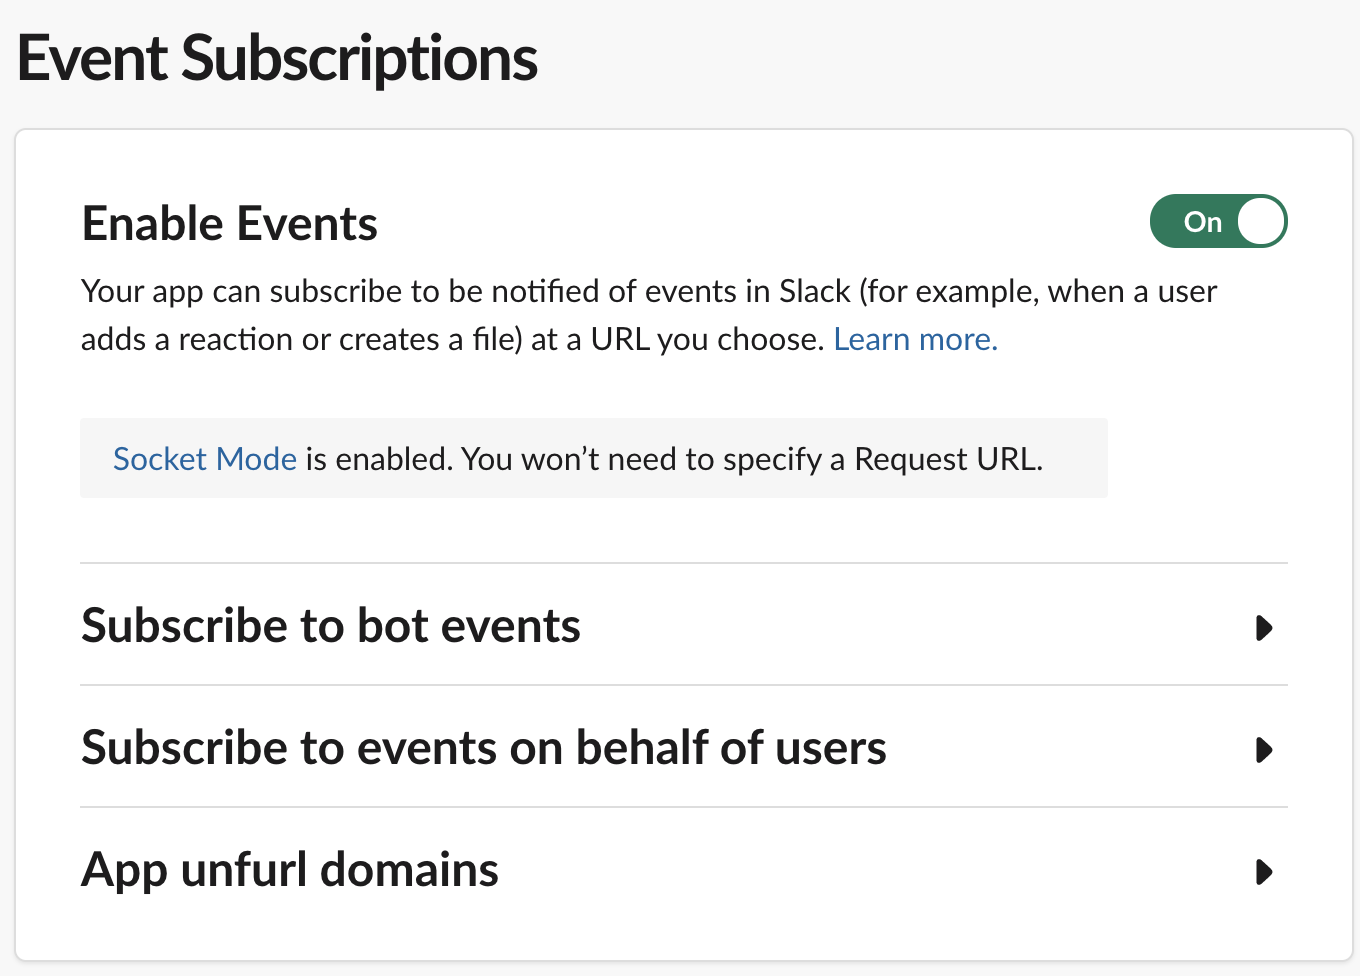 Event Subscriptions
Enable Events
On
Your app can subscribe to be notified of events in Slack (for example, when a user
adds a reaction or creates a file) at a URL you choose. Learn more.
Socket Mode is enabled. You won’t need to specify a Request URL.
Subscribe to bot events
Subscribe to events on behalf of users
App unfurl domains